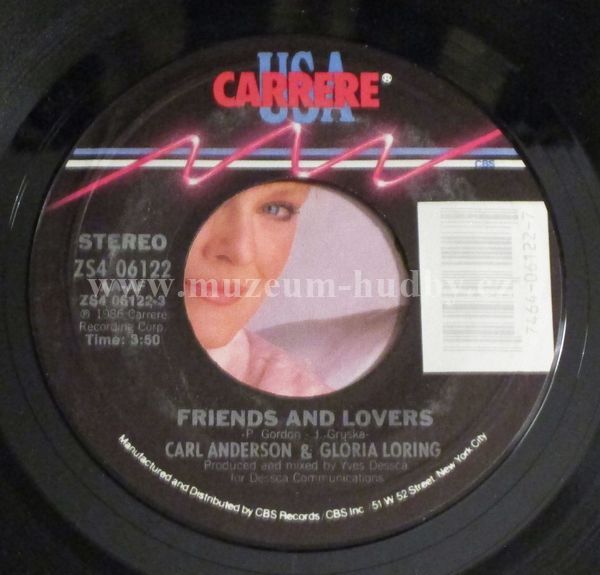 USA
CARRERE®
CBS
STEREO
ZS4 06122
ZS4 06122-3
℗ 1986 Carrere
Recording Corp.
Time: 3:50
7464-06122-7
www.muzeum-hudby.cz
FRIENDS AND LOVERS
-P. Gordon - J. Gryska-
CARL ANDERSON & GLORIA LORING
Produced and mixed by Yves Dessca
for Dessca Communications.
Manufactured and Distributed by CBS Records / CBS Inc. / 51 W 52 Street, New York City